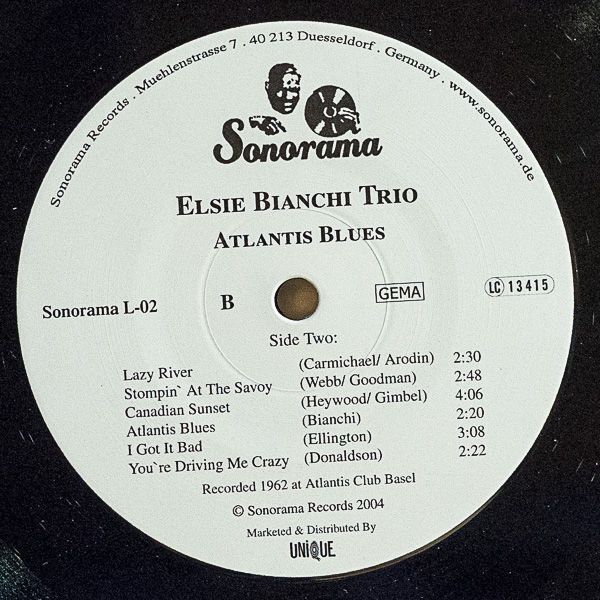 Sonorama Records . Muehlenstrasse 7 . 40 213 Duesseldorf . Germany . www.sonorama.de
Sonorama
ELSIE BIANCHI TRIO
ATLANTIS BLUES
Sonorama L-02 B GEMA LC 13415
Side Two:
Lazy River (Carmichael/ Arodin) 2:30
Stompin` At The Savoy (Webb/ Goodman) 2:48
Canadian Sunset (Heywood/ Gimbel) 4:06
Atlantis Blues (Bianchi) 2:20
I Got It Bad (Ellington) 3:08
You`re Driving Me Crazy (Donaldson) 2:22
Recorded 1962 at Atlantis Club Basel
© Sonorama Records 2004
Marketed & Distributed By
UNIQUE